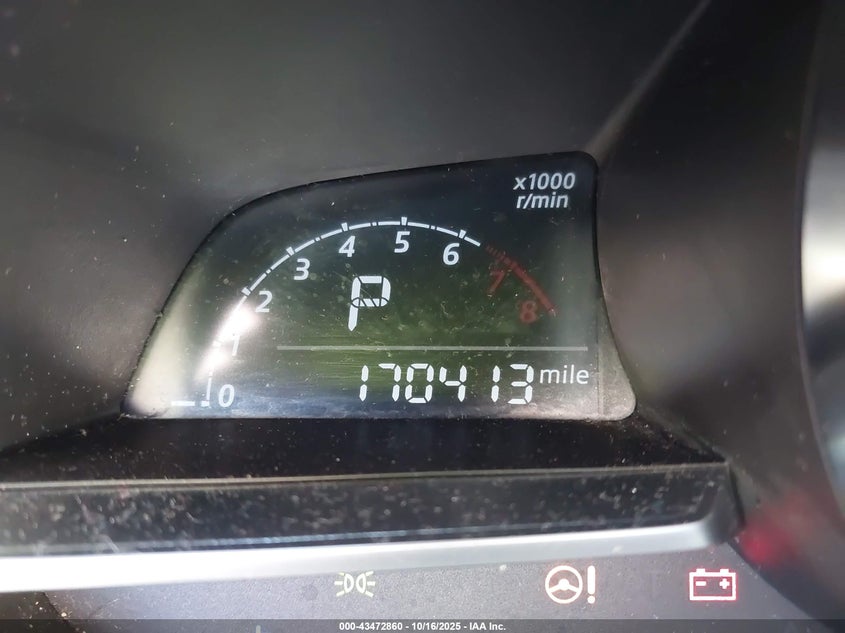 x1000
r/min
0 1 2 3 4 5 6 7 8
P
170413 mile
000-43472860 - 10/16/2025 - IAA Inc.